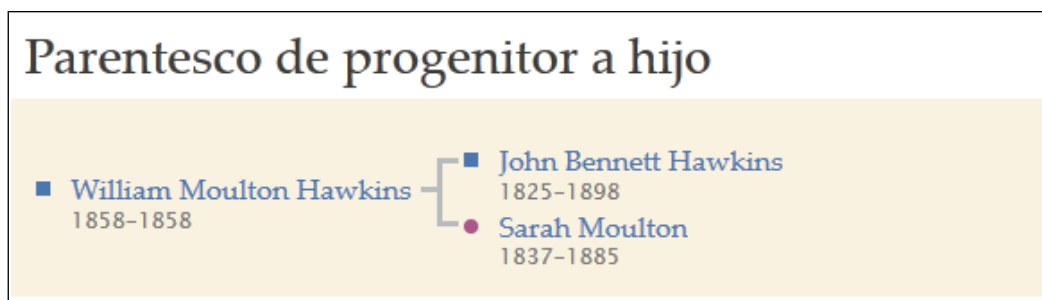 Parentesco de progenitor a hijo
William Moulton Hawkins
1858–1858
John Bennett Hawkins
1825–1898
Sarah Moulton
1837–1885